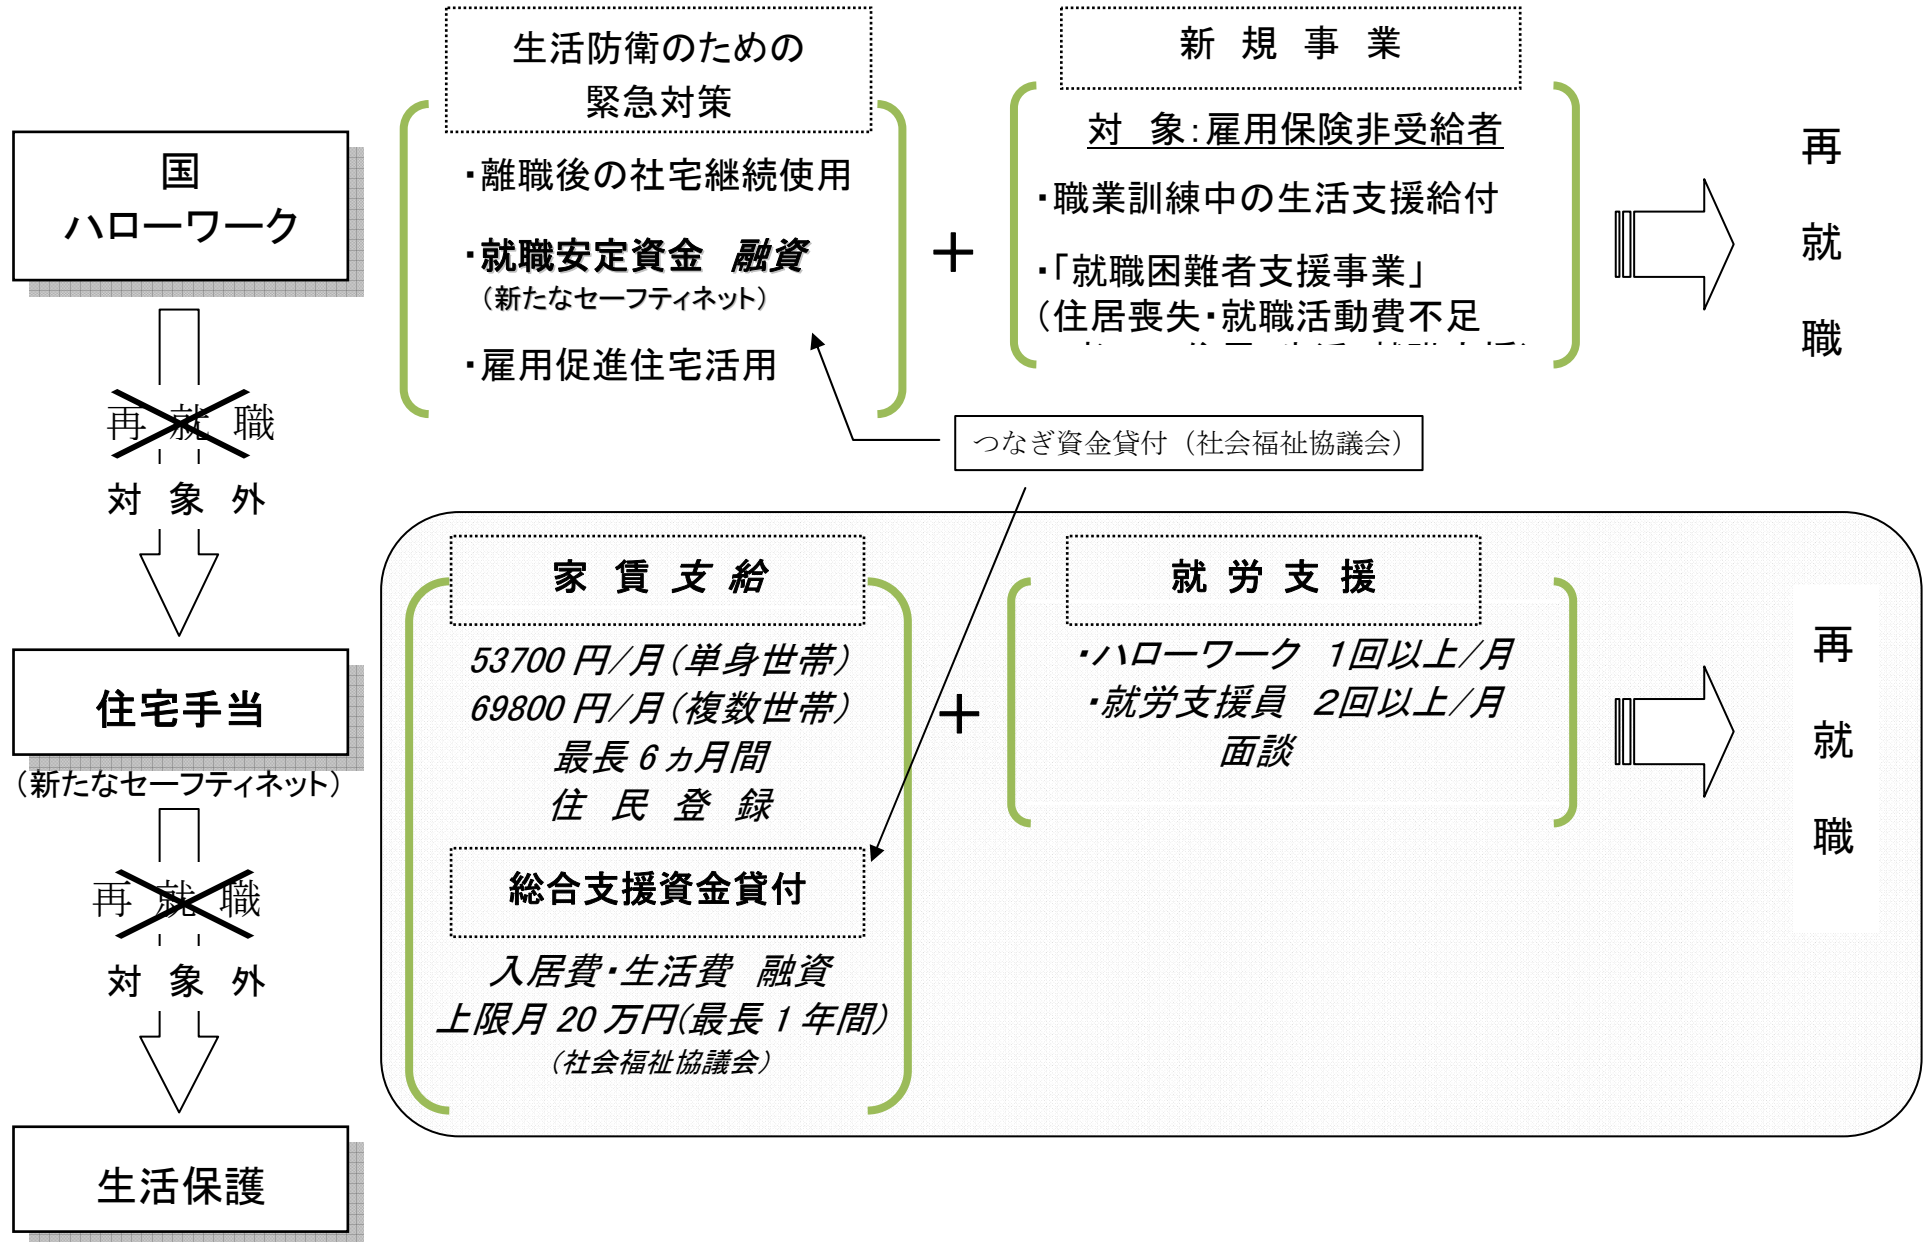 国
ハローワーク
生活防衛のための
緊急対策
・離職後の社宅継続使用
・就職安定資金 融資
（新たなセーフティネット）
・雇用促進住宅活用
＋
新 規 事 業
対 象：雇用保険非受給者
・職業訓練中の生活支援給付
・「就職困難者支援事業」
（住居喪失・就職活動費不足
再
就
職
再 就 職
対 象 外
つなぎ資金貸付（社会福祉協議会）
住宅手当
（新たなセーフティネット）
家 賃 支 給
53700 円/月（単身世帯）
69800 円/月（複数世帯）
最長 6 ヵ月間
住 民 登 録
総合支援資金貸付
入居費・生活費 融資
上限月 20 万円(最長 1 年間）
（社会福祉協議会）
＋
就 労 支 援
・ハローワーク 1回以上/月
・就労支援員 2回以上/月
面談
再
就
職
再 就 職
対 象 外
生活保護